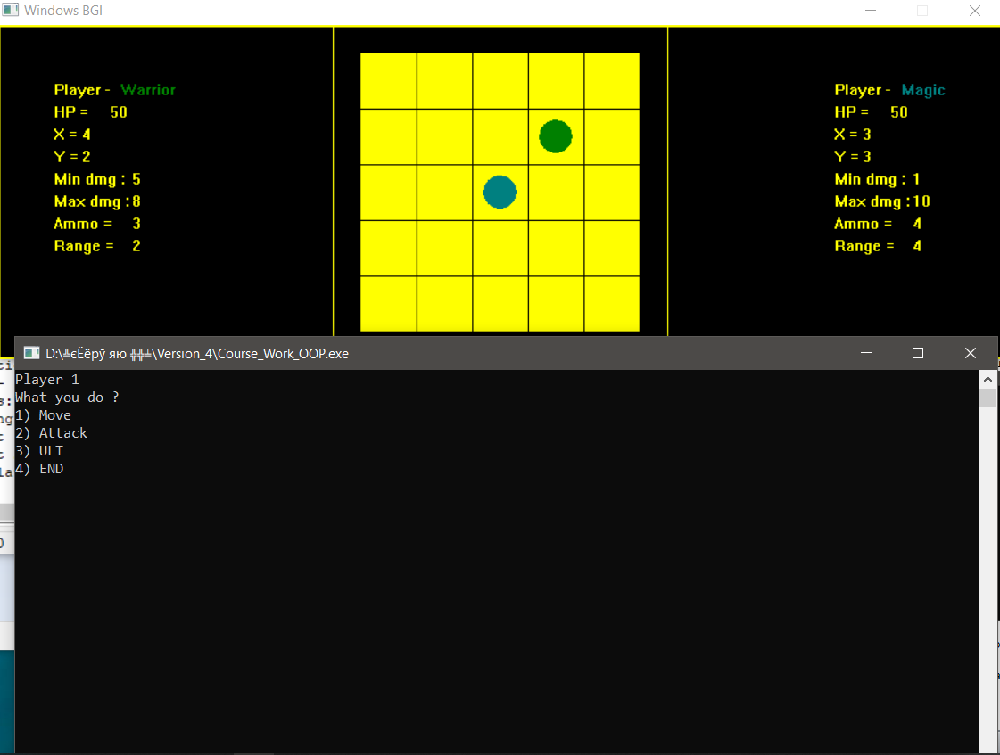 Windows BGI
Player - Warrior
HP = 50
X = 4
Y = 2
Min dmg : 5
Max dmg :8
Ammo = 3
Range = 2
Player - Magic
HP = 50
X = 3
Y = 3
Min dmg : 1
Max dmg :10
Ammo = 4
Range = 4
D:\╩єЁёрў яю ╬╬╧\Version_4\Course_Work_OOP.exe
Player 1
What you do ?
1) Move
2) Attack
3) ULT
4) END